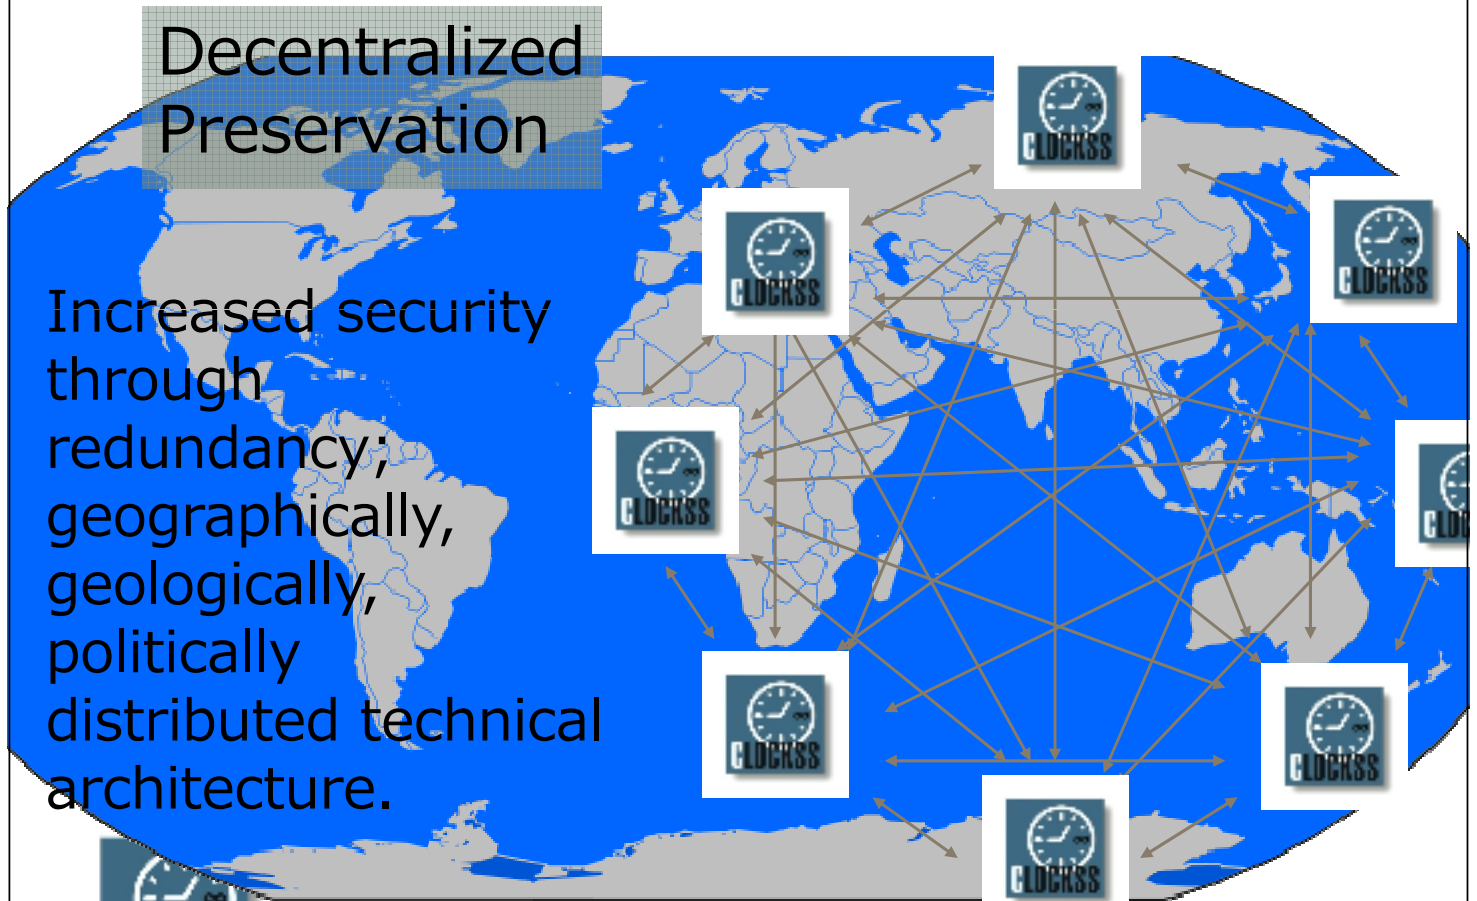 Decentralized
Preservation
Increased security
through
redundancy;
geographically,
geologically,
politically
distributed technical
architecture.
CLOCKSS
CLOCKSS
CLOCKSS
CLOCKSS
CLOCKSS
CLOCKSS
CLOCKSS
CLOCKSS